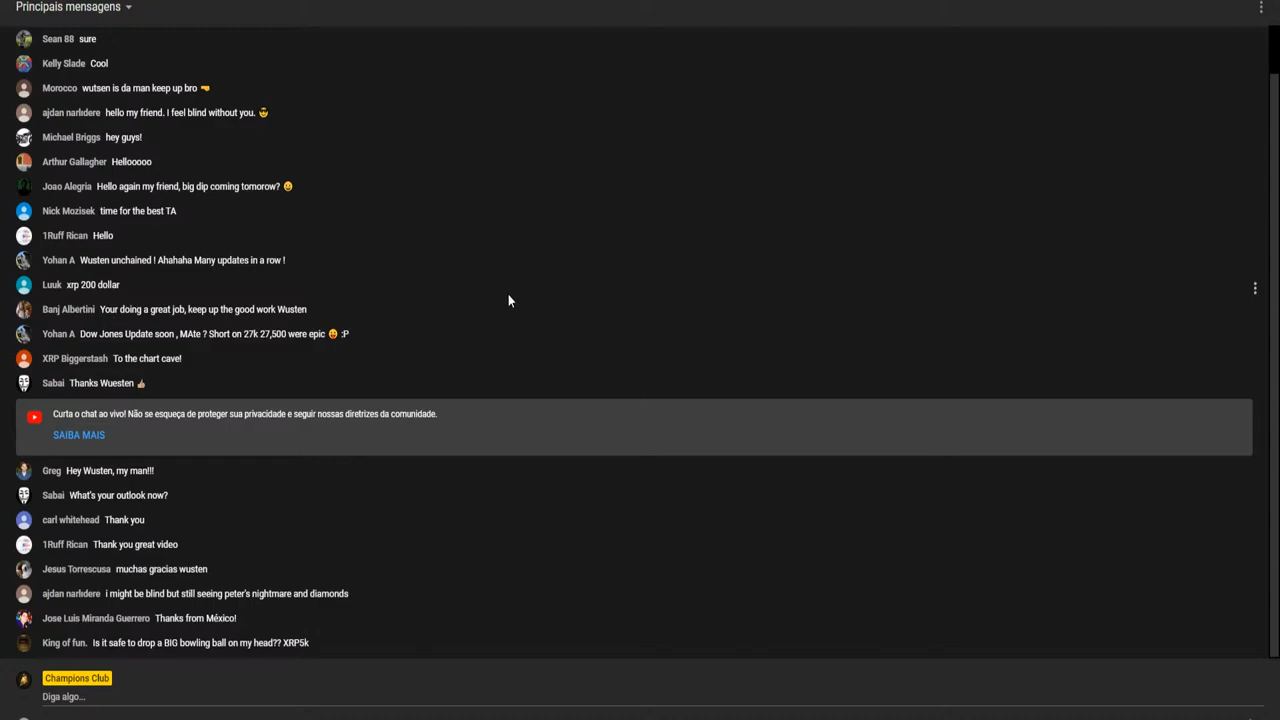 Principais mensagens
Sean 88 sure
Kelly Slade Cool
Morocco wutsen is da man keep up bro
ajdan narlıdere hello my friend. I feel blind without you.
Michael Briggs hey guys!
Arthur Gallagher Hellooooo
Joao Alegria Hello again my friend, big dip coming tomorow?
Nick Mozisek time for the best TA
1Ruff Rican Hello
Yohan A Wusten unchained ! Ahahaha Many updates in a row !
Luuk xrp 200 dollar
Banj Albertini Your doing a great job, keep up the good work Wusten
Yohan A Dow Jones Update soon , MAte ? Short on 27k 27,500 were epic 😛 :P
XRP Biggerstash To the chart cave!
Sabai Thanks Wuesten
Curta o chat ao vivo! Não se esqueça de proteger sua privacidade e seguir nossas diretrizes da comunidade.
SAIBA MAIS
Greg Hey Wusten, my man!!!
Sabai What's your outlook now?
carl whitehead Thank you
1Ruff Rican Thank you great video
Jesus Torrescusa muchas gracias wusten
ajdan narlıdere i might be blind but still seeing peter's nightmare and diamonds
Jose Luis Miranda Guerrero Thanks from México!
King of fun. Is it safe to drop a BIG bowling ball on my head?? XRP5k
Champions Club
Diga algo...